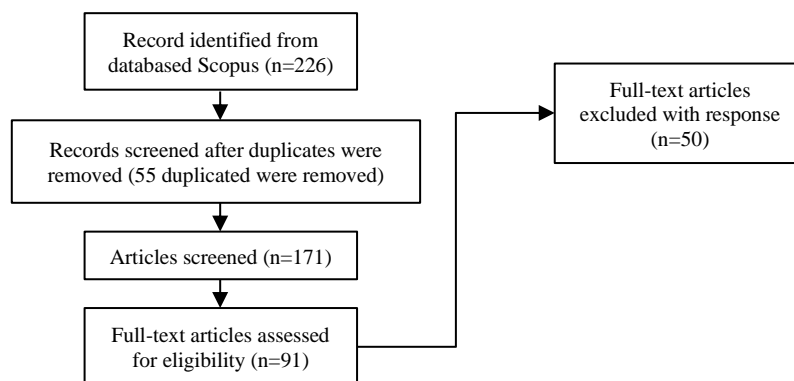 Record identified from
databased Scopus (n=226)
Full-text articles
excluded with response
(n=50)
Records screened after duplicates were
removed (55 duplicated were removed)
Articles screened (n=171)
Full-text articles assessed
for eligibility (n=91)